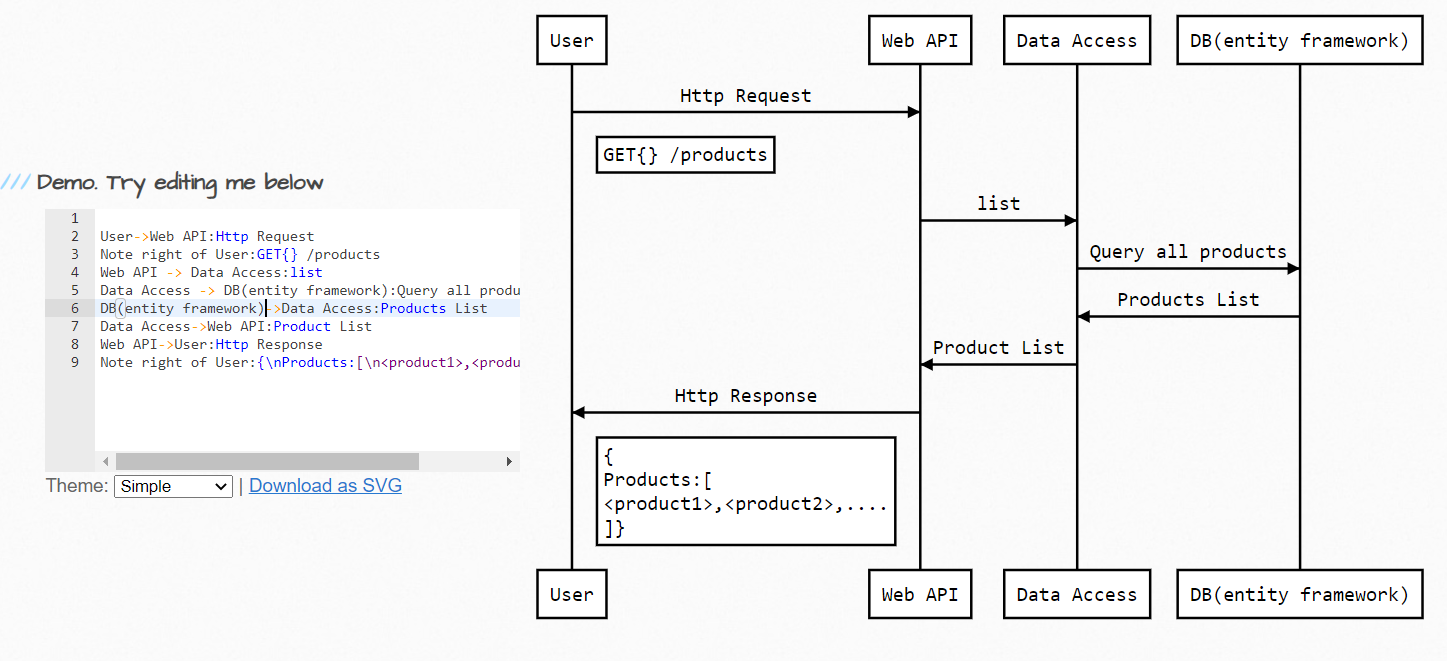 /// Demo. Try editing me below
1
2 User->Web API:Http Request
3 Note right of User:GET{} /products
4 Web API -> Data Access:list
5 Data Access -> DB(entity framework):Query all produ
6 DB(entity framework)->Data Access:Products List
7 Data Access->Web API:Product List
8 Web API->User:Http Response
9 Note right of User:{\nProducts:[\n<product1>,<produ
Theme: Simple | Download as SVG
User Web API Data Access DB(entity framework)
Http Request
GET{} /products
list
Query all products
Products List
Product List
Http Response
{
Products:[
<product1>,<product2>,....
]}
User Web API Data Access DB(entity framework)